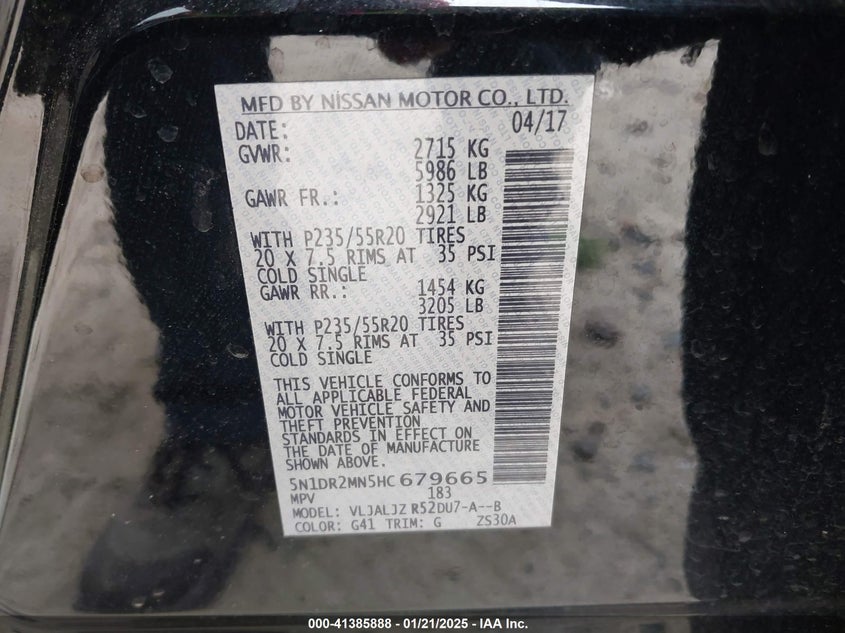 MFD BY NISSAN MOTOR CO., LTD.
DATE: 04/17
GVWR: 2715 KG
5986 LB
GAWR FR.: 1325 KG
2921 LB
WITH P235/55R20 TIRES
20 X 7.5 RIMS AT 35 PSI
COLD SINGLE
GAWR RR.: 1454 KG
3205 LB
WITH P235/55R20 TIRES
20 X 7.5 RIMS AT 35 PSI
COLD SINGLE
THIS VEHICLE CONFORMS TO
ALL APPLICABLE FEDERAL
MOTOR VEHICLE SAFETY AND
THEFT PREVENTION
STANDARDS IN EFFECT ON
THE DATE OF MANUFACTURE
SHOWN ABOVE.
5N1DR2MN5HC679665
MPV 183
MODEL: VLJALJZ R52DU7-A--B
COLOR: G41 TRIM: G ZS30A
000-41385888 - 01/21/2025 - IAA Inc.